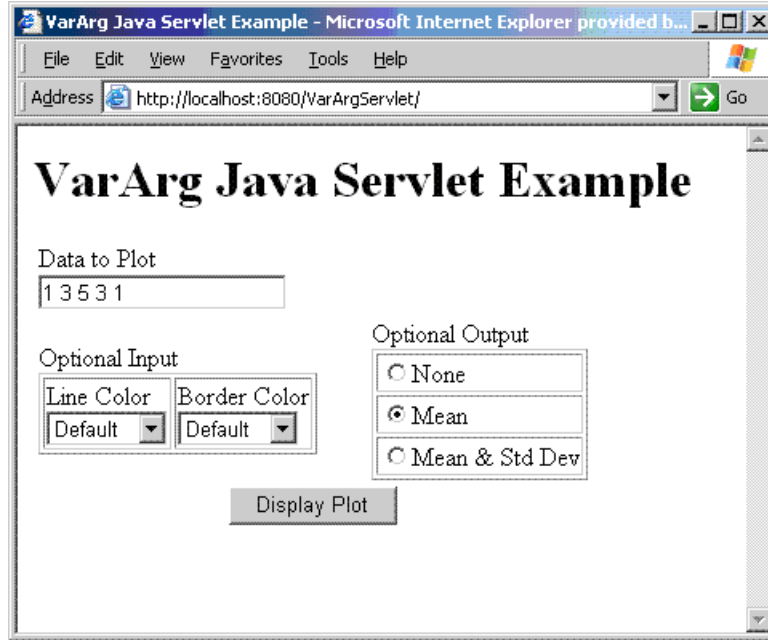 VarArg Java Servlet Example - Microsoft Internet Explorer provided b...
File Edit View Favorites Tools Help
Address http://localhost:8080/VarArgServlet/ Go
VarArg Java Servlet Example
Data to Plot
1 3 5 3 1
Optional Output
Optional Input
None
Line Color Border Color
Mean
Default Default
Mean & Std Dev
Display Plot